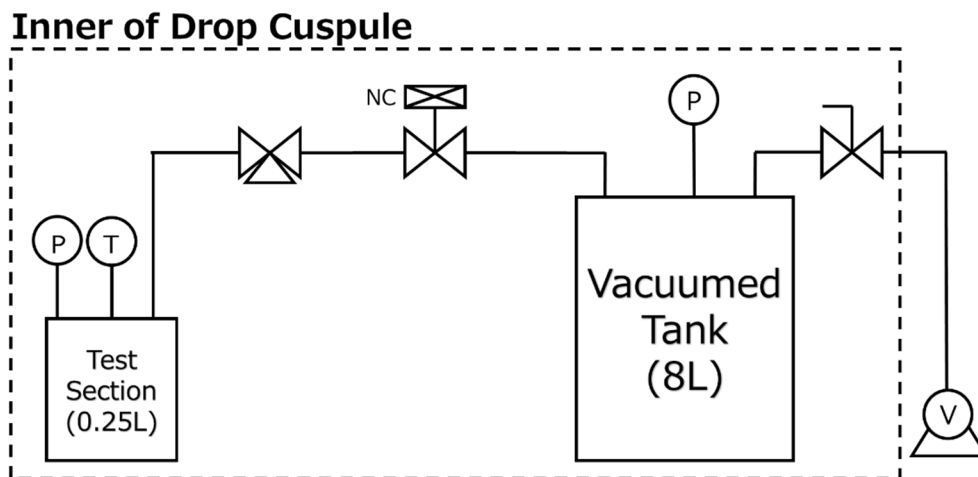 Inner of Drop Cuspule
NC
P
P
T
Vacuumed
Tank
(8L)
Test
Section
(0.25L)
V